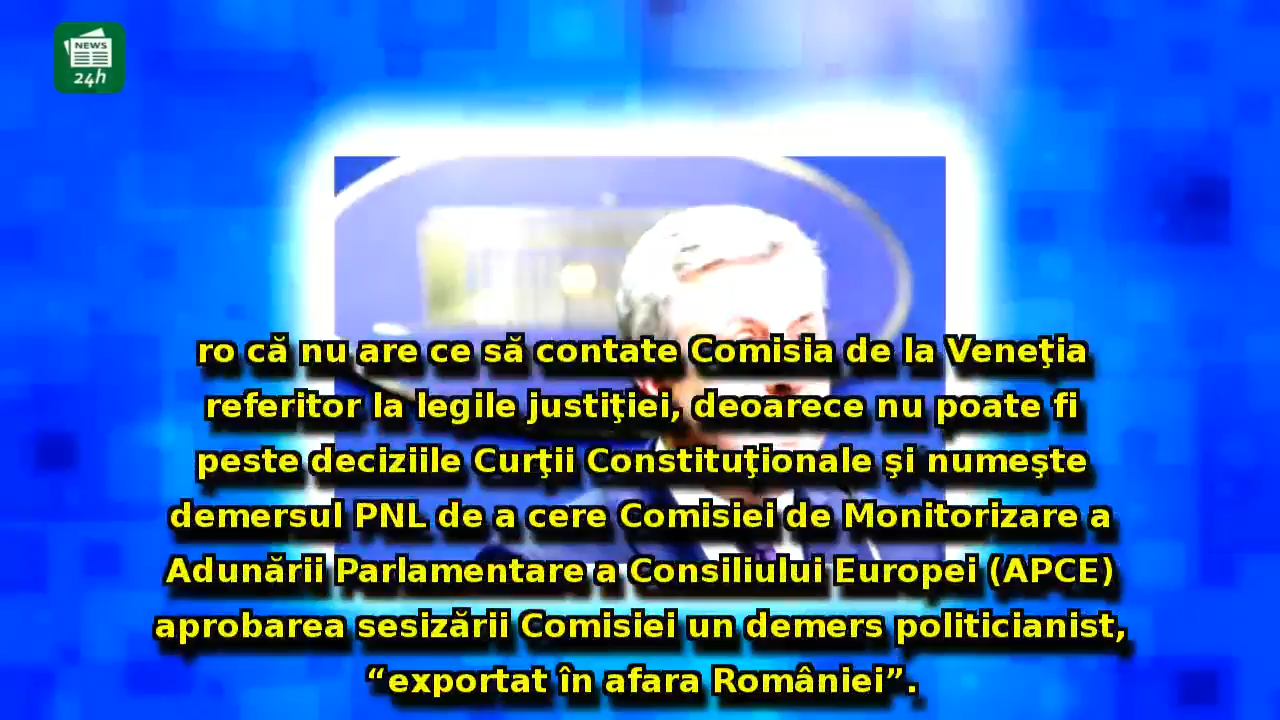 NEWS
24h
ro că nu are ce să contate Comisia de la Veneţia
referitor la legile justiţiei, deoarece nu poate fi
peste deciziile Curţii Constituţionale şi numeşte
demersul PNL de a cere Comisiei de Monitorizare a
Adunării Parlamentare a Consiliului Europei (APCE)
aprobarea sesizării Comisiei un demers politicianist,
“exportat în afara României”.